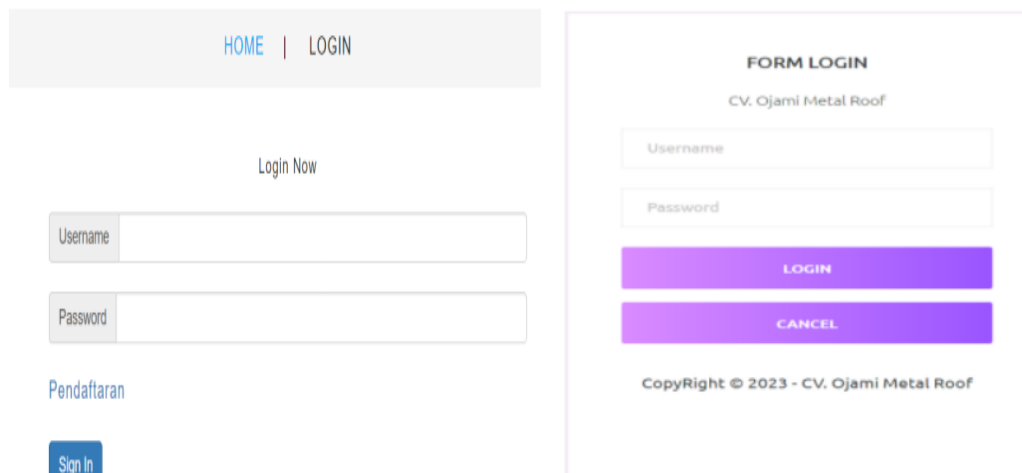 HOME | LOGIN
Login Now
Username
Password
Pendaftaran
Sign In
FORM LOGIN
CV. Ojami Metal Roof
Username
Password
LOGIN
CANCEL
CopyRight © 2023 - CV. Ojami Metal Roof